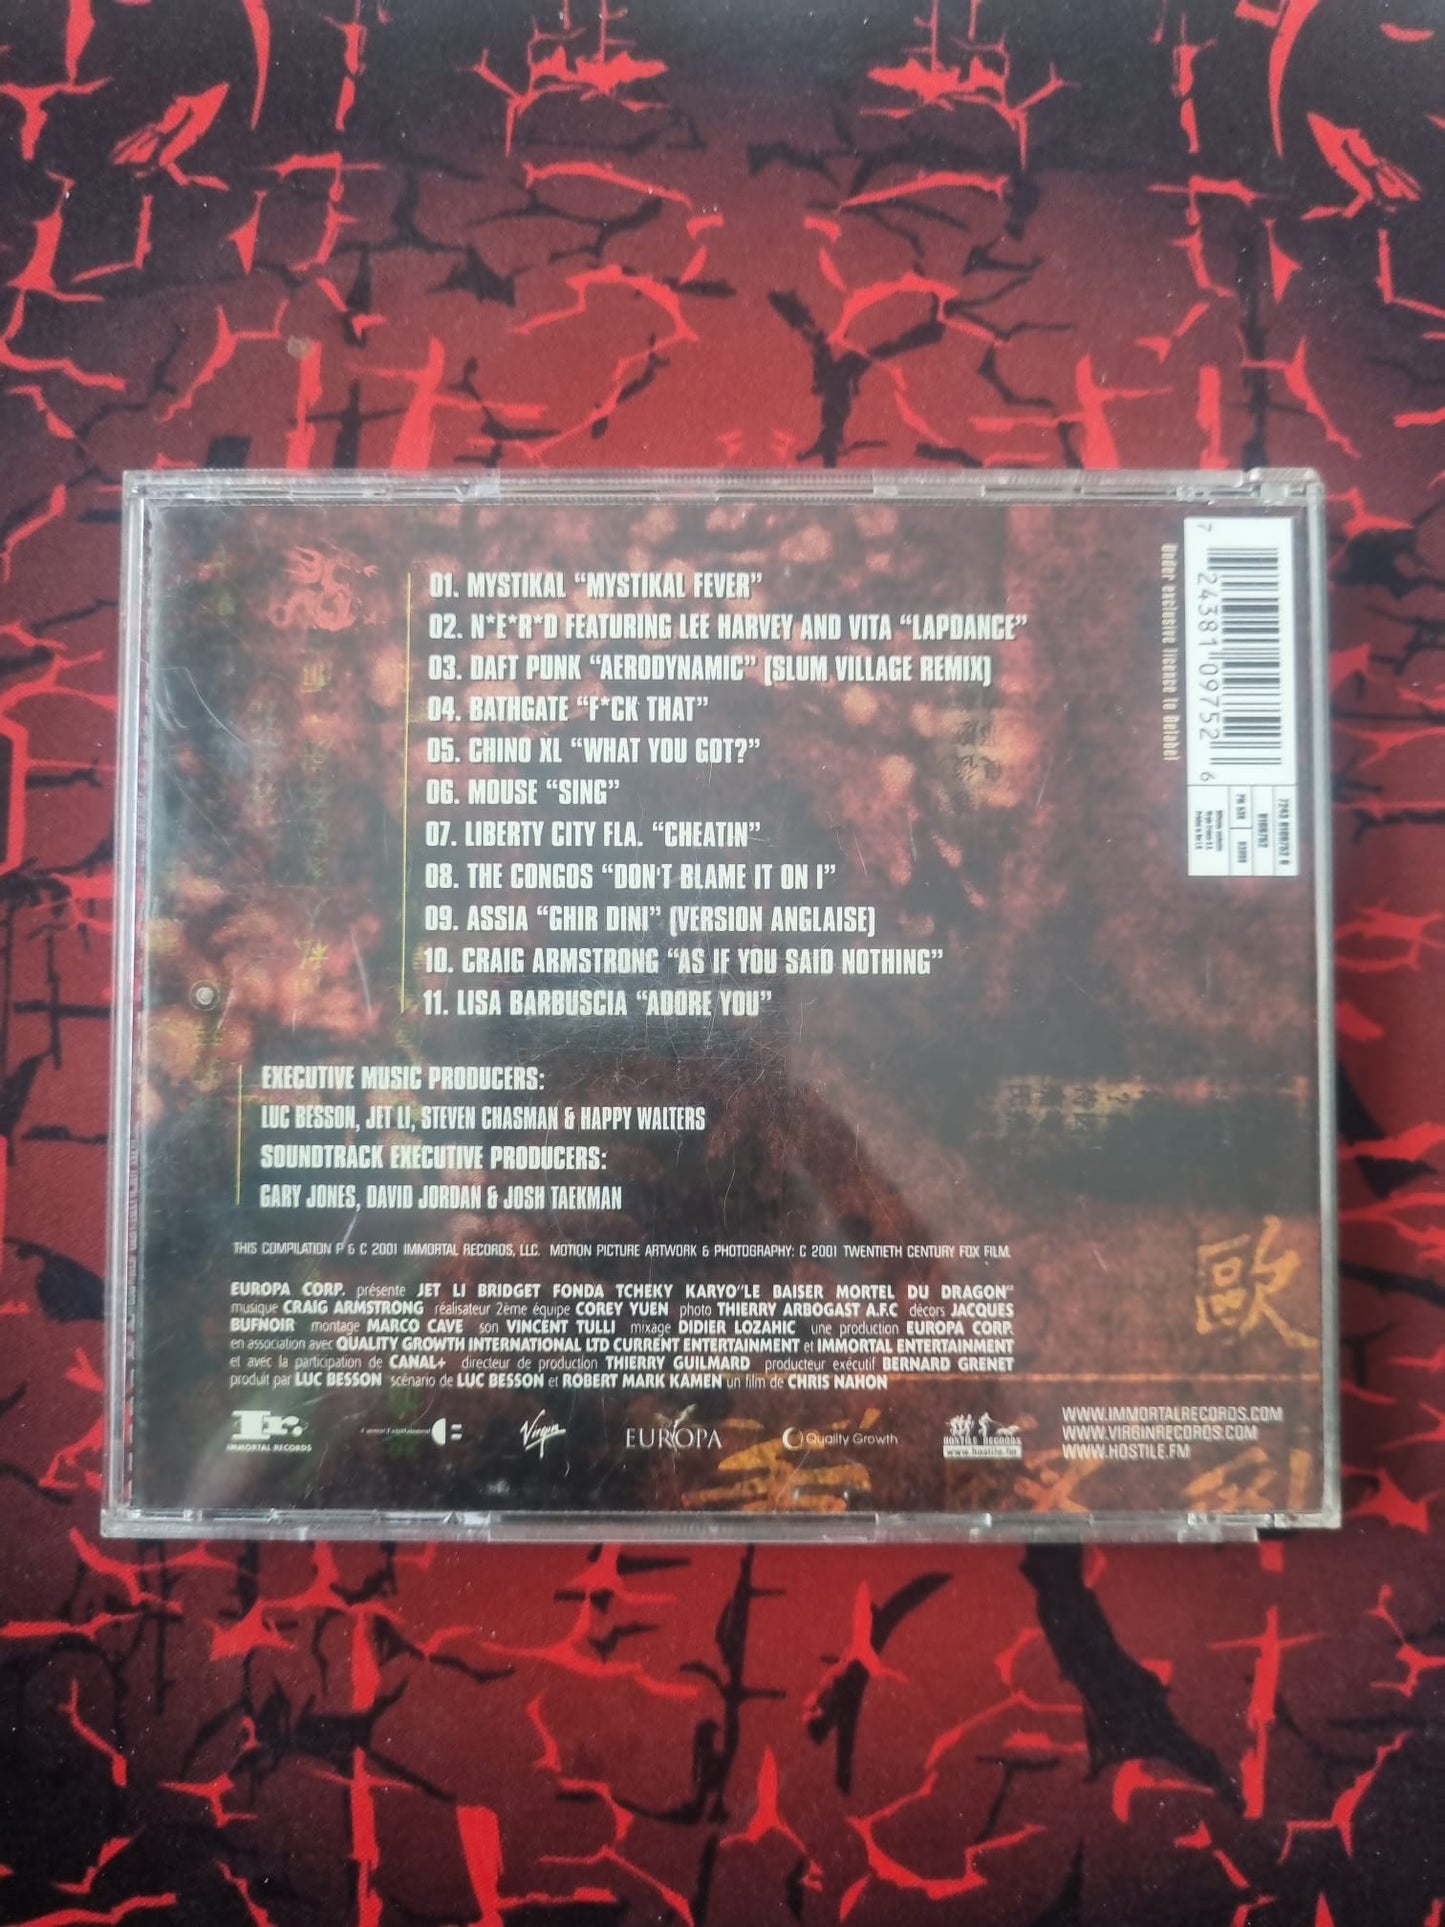 01. MYSTIKAL “MYSTIKAL FEVER”
02. N*E*R*D FEATURING LEE HARVEY AND VITA “LAPDANCE”
03. DAFT PUNK “AERODYNAMIC” (SLUM VILLAGE REMIX)
04. BATHGATE “F*CK THAT”
05. CHINO XL “WHAT YOU GOT?”
06. MOUSE “SING”
07. LIBERTY CITY FLA. “CHEATIN”
08. THE CONGOS “DON'T BLAME IT ON I”
09. ASSIA “GHIR DINI” (VERSION ANGLAISE)
10. CRAIG ARMSTRONG “AS IF YOU SAID NOTHING”
11. LISA BARBUSCIA “ADORE YOU”
EXECUTIVE MUSIC PRODUCERS:
LUC BESSON, JET LI, STEVEN CHASMAN & HAPPY WALTERS
SOUNDTRACK EXECUTIVE PRODUCERS:
GARY JONES, DAVID JORDAN & JOSH TAEKMAN
THIS COMPILATION P & C 2001 IMMORTAL RECORDS, LLC. MOTION PICTURE ARTWORK & PHOTOGRAPHY: C 2001 TWENTIETH CENTURY FOX FILM.
EUROPA CORP. présente JET LI BRIDGET FONDA TCHEKY KARYO"LE BAISER MORTEL DU DRAGON"
musique CRAIG ARMSTRONG réalisateur 2ème équipe COREY YUEN photo THIERRY ARBOGAST A.F.C décors JACQUES
BUFNOIR montage MARCO CAVE son VINCENT TULLI mixage DIDIER LOZAHIC une production EUROPA CORP.
en association avec QUALITY GROWTH INTERNATIONAL LTD CURRENT ENTERTAINMENT et IMMORTAL ENTERTAINMENT
et avec la participation de CANAL+ directeur de production THIERRY GUILMARD producteur exécutif BERNARD GRENET
produit par LUC BESSON scénario de LUC BESSON et ROBERT MARK KAMEN un film de CHRIS NAHON
Ir.
IMMORTAL RECORDS
Virgin
EUROPA
Quality Growth
HOSTILE RECORDS
www.hostile.fm
WWW.IMMORTALRECORDS.COM
WWW.VIRGINRECORDS.COM
WWW.HOSTILE.FM
Under exclusive licence to Delabel
7 24381 09752 6
7243 8109752 6
8109752
PM 530
歐